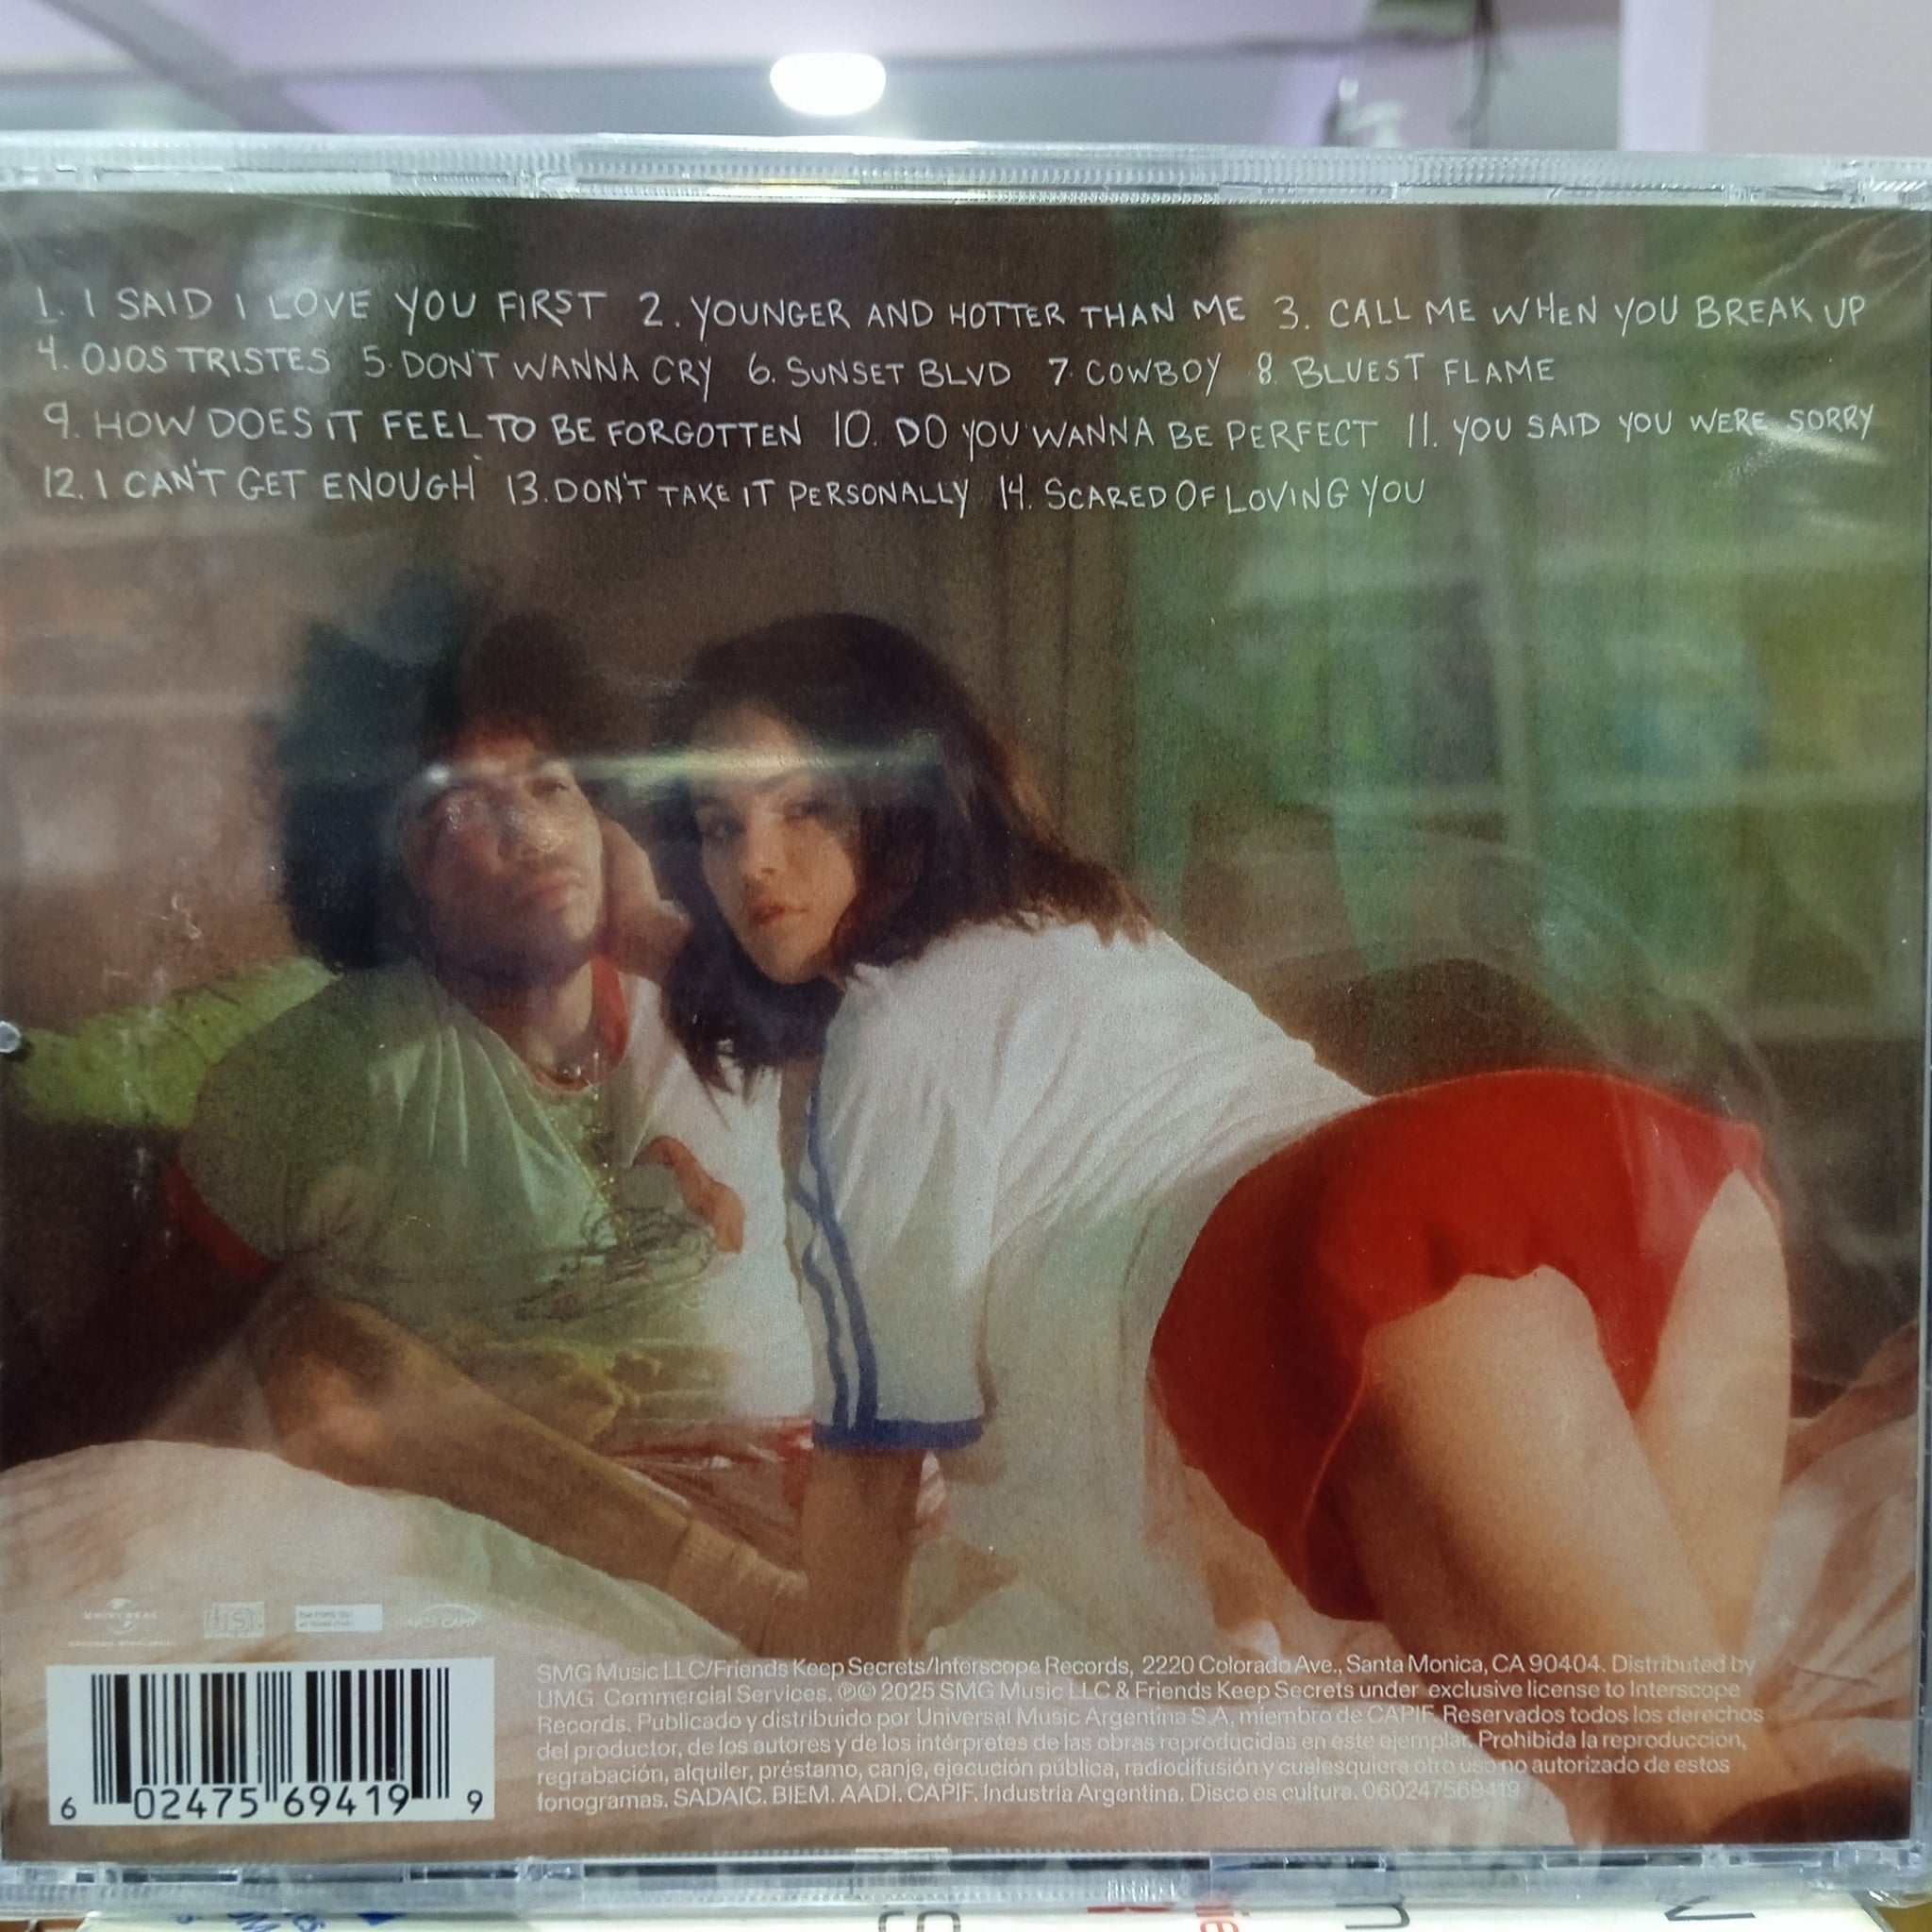 1. I SAID I LOVE YOU FIRST 2. YOUNGER AND HOTTER THAN ME 3. CALL ME WHEN YOU BREAK UP
4. OJOS TRISTES 5. DON'T WANNA CRY 6. SUNSET BLVD 7. COWBOY 8. BLUEST FLAME
9. HOW DOES IT FEEL TO BE FORGOTTEN 10. DO YOU WANNA BE PERFECT 11. YOU SAID YOU WERE SORRY
12. I CAN'T GET ENOUGH 13. DON'T TAKE IT PERSONALLY 14. SCARED OF LOVING YOU
UNIVERSAL
CAPIF
SMG Music LLC/Friends Keep Secrets/Interscope Records, 2220 Colorado Ave., Santa Monica, CA 90404. Distributed by
UMG Commercial Services. ℗© 2025 SMG Music LLC & Friends Keep Secrets under exclusive license to Interscope
Records. Publicado y distribuido por Universal Music Argentina S.A, miembro de CAPIF. Reservados todos los derechos
del productor, de los autores y de los intérpretes de las obras reproducidas en este ejemplar. Prohibida la reproducción,
regrabación, alquiler, préstamo, canje, ejecución pública, radiodifusión y cualesquiera otro uso no autorizado de estos
fonogramas. SADAIC. BIEM. AADI. CAPIF. Industria Argentina. Disco es cultura. 060247569419
6 02475 69419 9